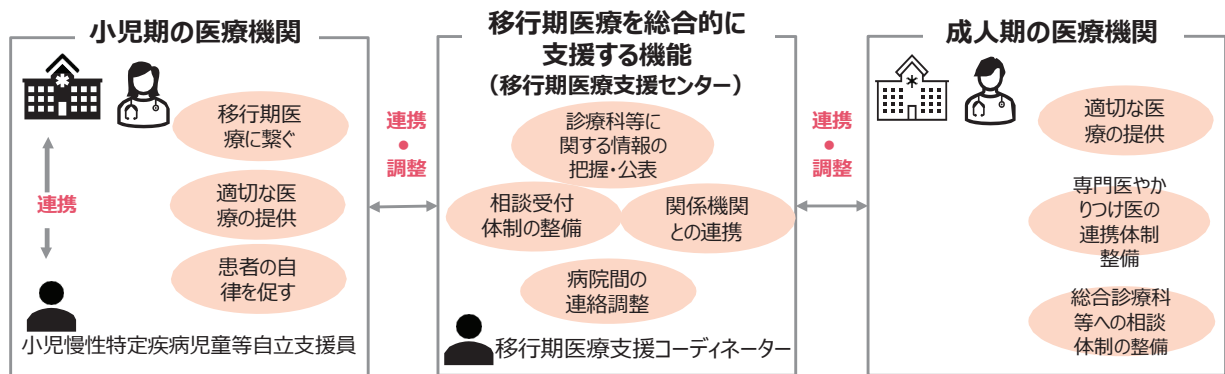 小児期の医療機関
移行期医
療に繋ぐ
連携
適切な医
療の提供
患者の自
律を促す
小児慢性特定疾病児童等自立支援員
連携
・
調整
移行期医療を総合的に
支援する機能
（移行期医療支援センター）
診療科等に
関する情報の
把握・公表
相談受付
体制の整備
関係機関
との連携
病院間の
連絡調整
移行期医療支援コーディネーター
連携
・
調整
成人期の医療機関
適切な医
療の提供
専門医やか
りつけ医の
連携体制
整備
総合診療科
等への相談
体制の整備